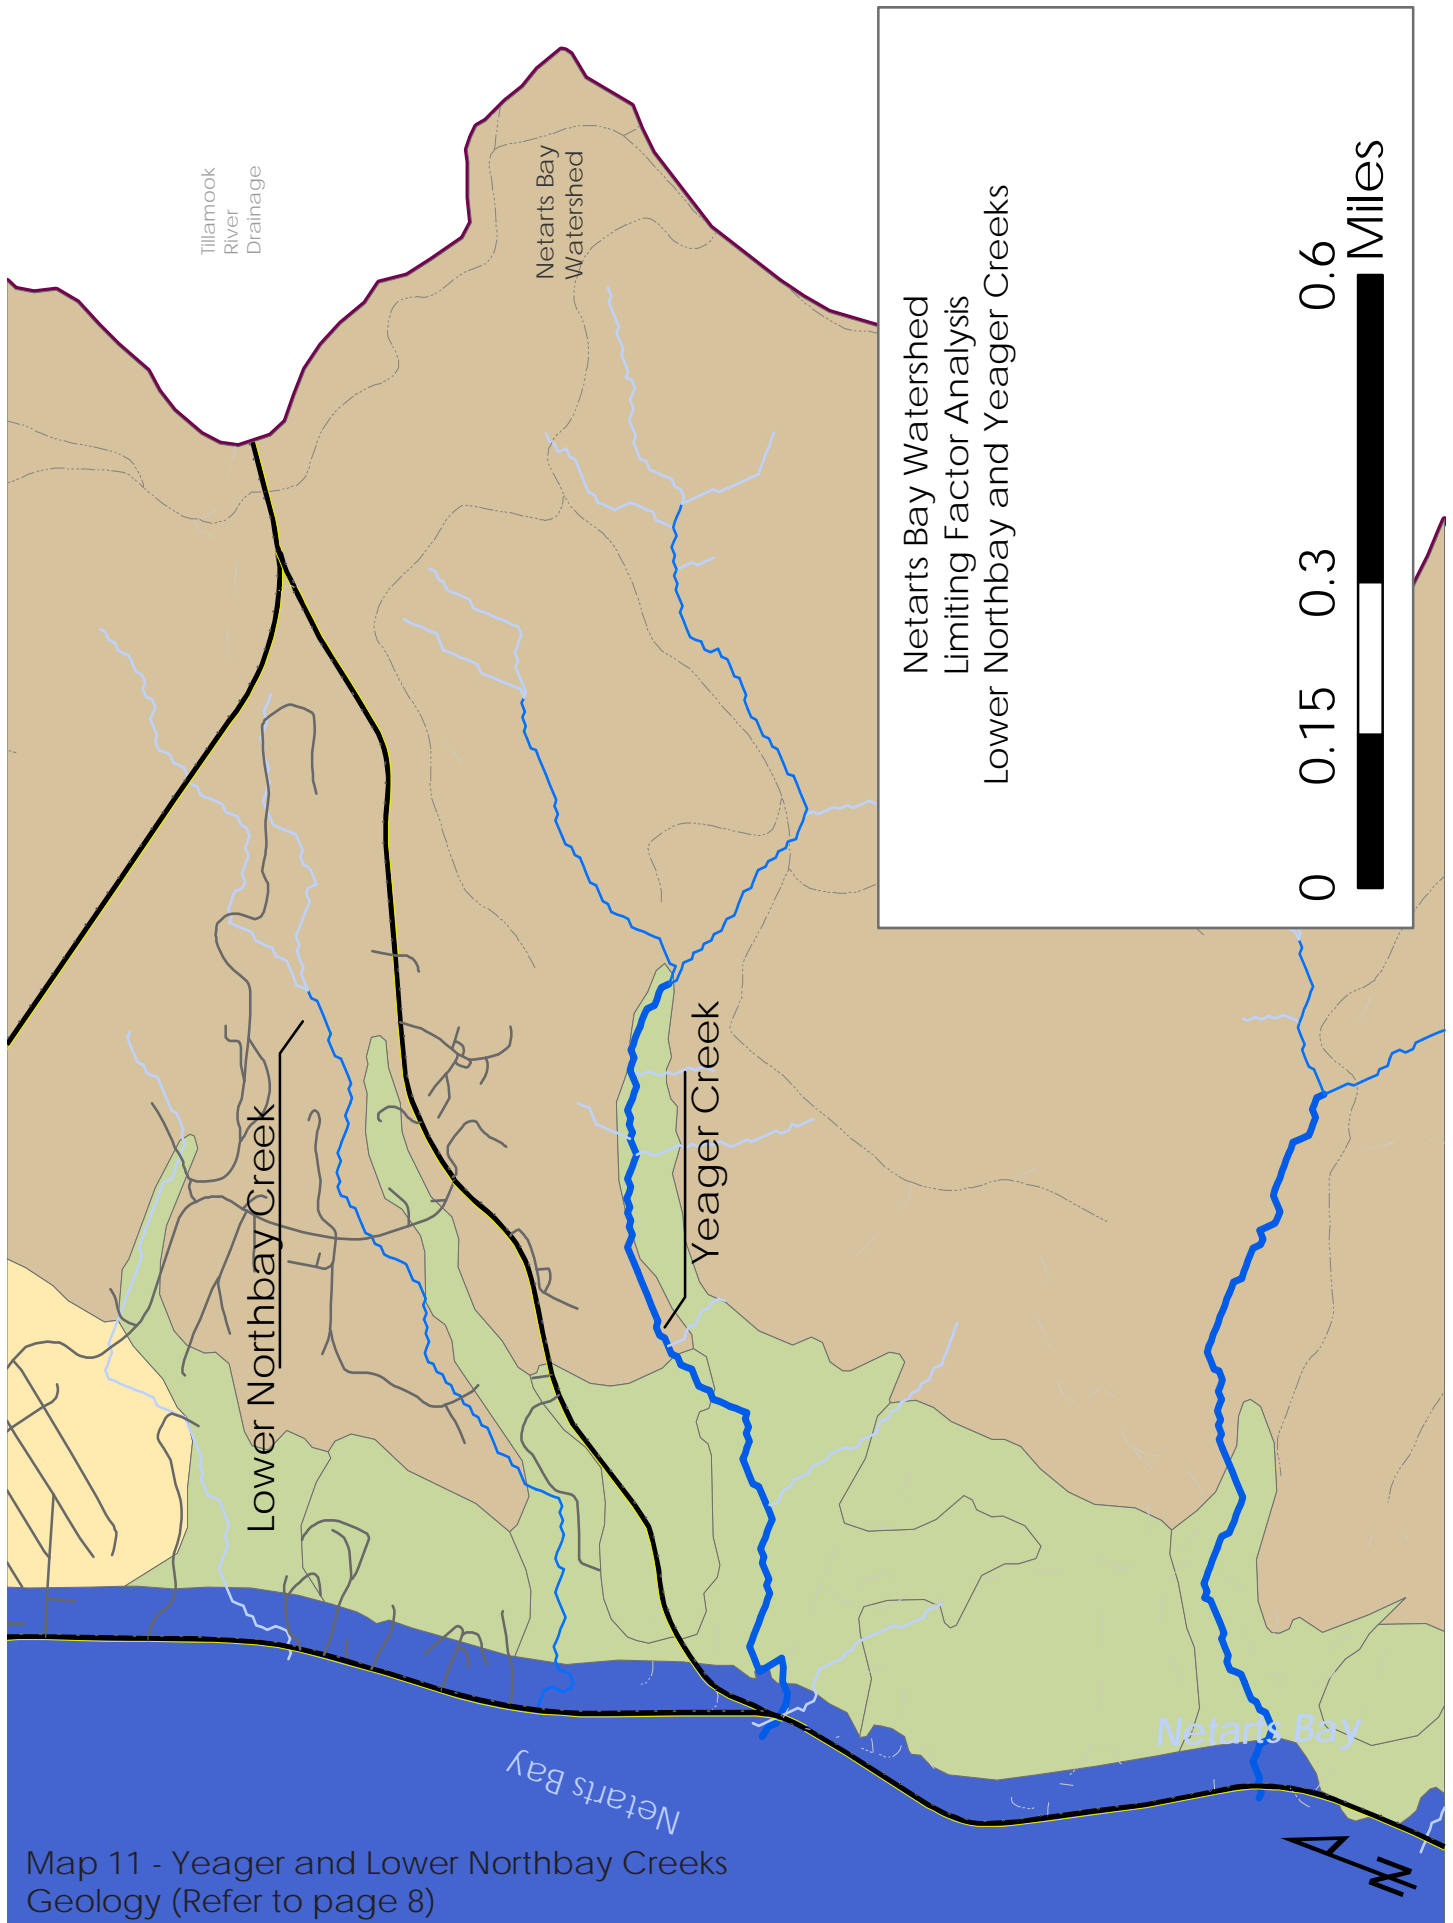 Tillamook
River
Drainage
Netarts Bay
Watershed
Netarts Bay Watershed
Limiting Factor Analysis
Lower Northbay and Yeager Creeks
0 0.15 0.3 0.6
Miles
Lower Northbay Creek
Yeager Creek
Netarts Bay
Netarts Bay
N
Map 11 - Yeager and Lower Northbay Creeks
Geology (Refer to page 8)